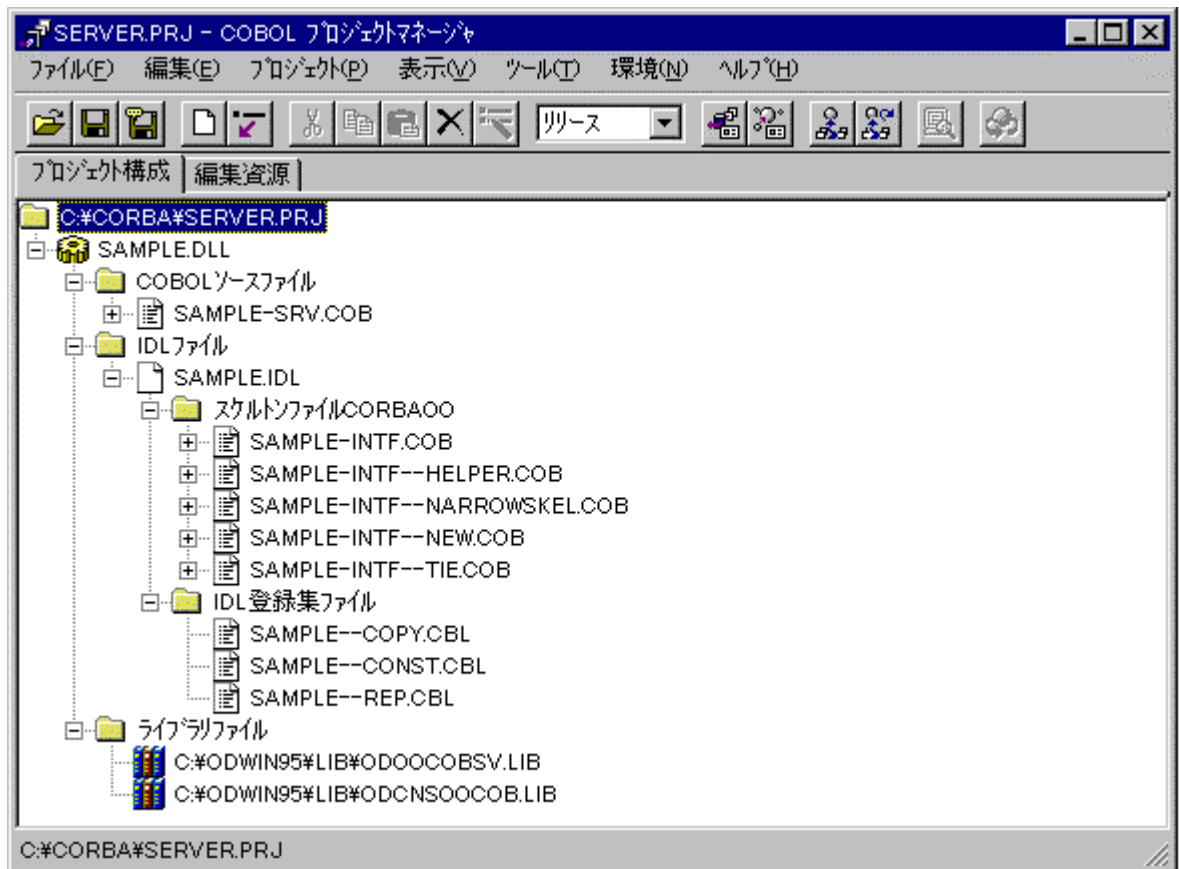 SERVER.PRJ - COBOL ﾌﾟﾛｼﾞｪｸﾄﾏﾈｰｼﾞｬ
ﾌｧｲﾙ(F) 編集(E) ﾌﾟﾛｼﾞｪｸﾄ(P) 表示(V) ﾂｰﾙ(T) 環境(N) ﾍﾙﾌﾟ(H)
ﾘﾘｰｽ
ﾌﾟﾛｼﾞｪｸﾄ構成 編集資源
C:¥CORBA¥SERVER.PRJ
SAMPLE.DLL
COBOLｿｰｽﾌｧｲﾙ
SAMPLE-SRV.COB
IDLﾌｧｲﾙ
SAMPLE.IDL
ｽｹﾙﾄﾝﾌｧｲﾙCORBAOO
SAMPLE-INTF.COB
SAMPLE-INTF--HELPER.COB
SAMPLE-INTF--NARROWSKEL.COB
SAMPLE-INTF--NEW.COB
SAMPLE-INTF--TIE.COB
IDL登録集ﾌｧｲﾙ
SAMPLE--COPY.CBL
SAMPLE--CONST.CBL
SAMPLE--REP.CBL
ﾗｲﾌﾞﾗﾘﾌｧｲﾙ
C:¥ODWIN95¥LIB¥ODOOCOBSV.LIB
C:¥ODWIN95¥LIB¥ODCNSOOCOB.LIB
C:¥CORBA¥SERVER.PRJ